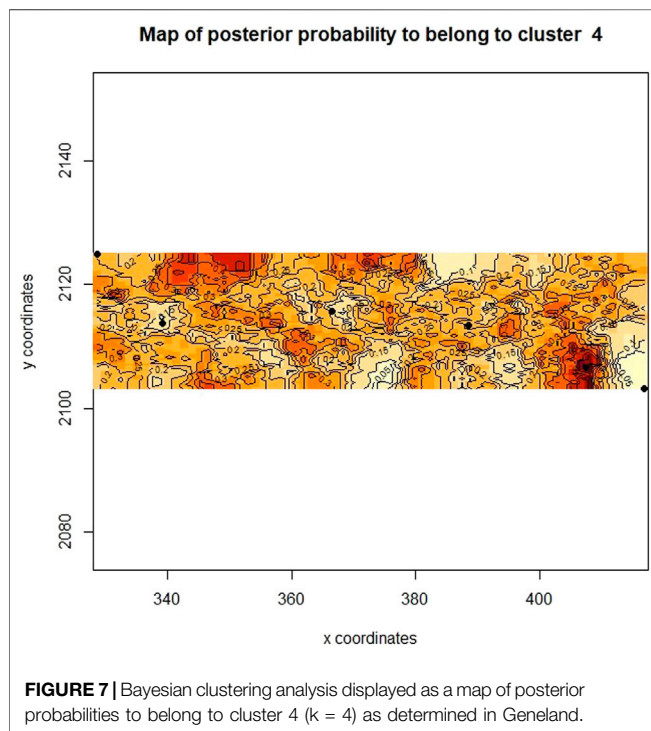 Map of posterior probability to belong to cluster 4
2140
2120
2100
2080
y coordinates
340 360 380 400
x coordinates
FIGURE 7 | Bayesian clustering analysis displayed as a map of posterior
probabilities to belong to cluster 4 (k = 4) as determined in Geneland.